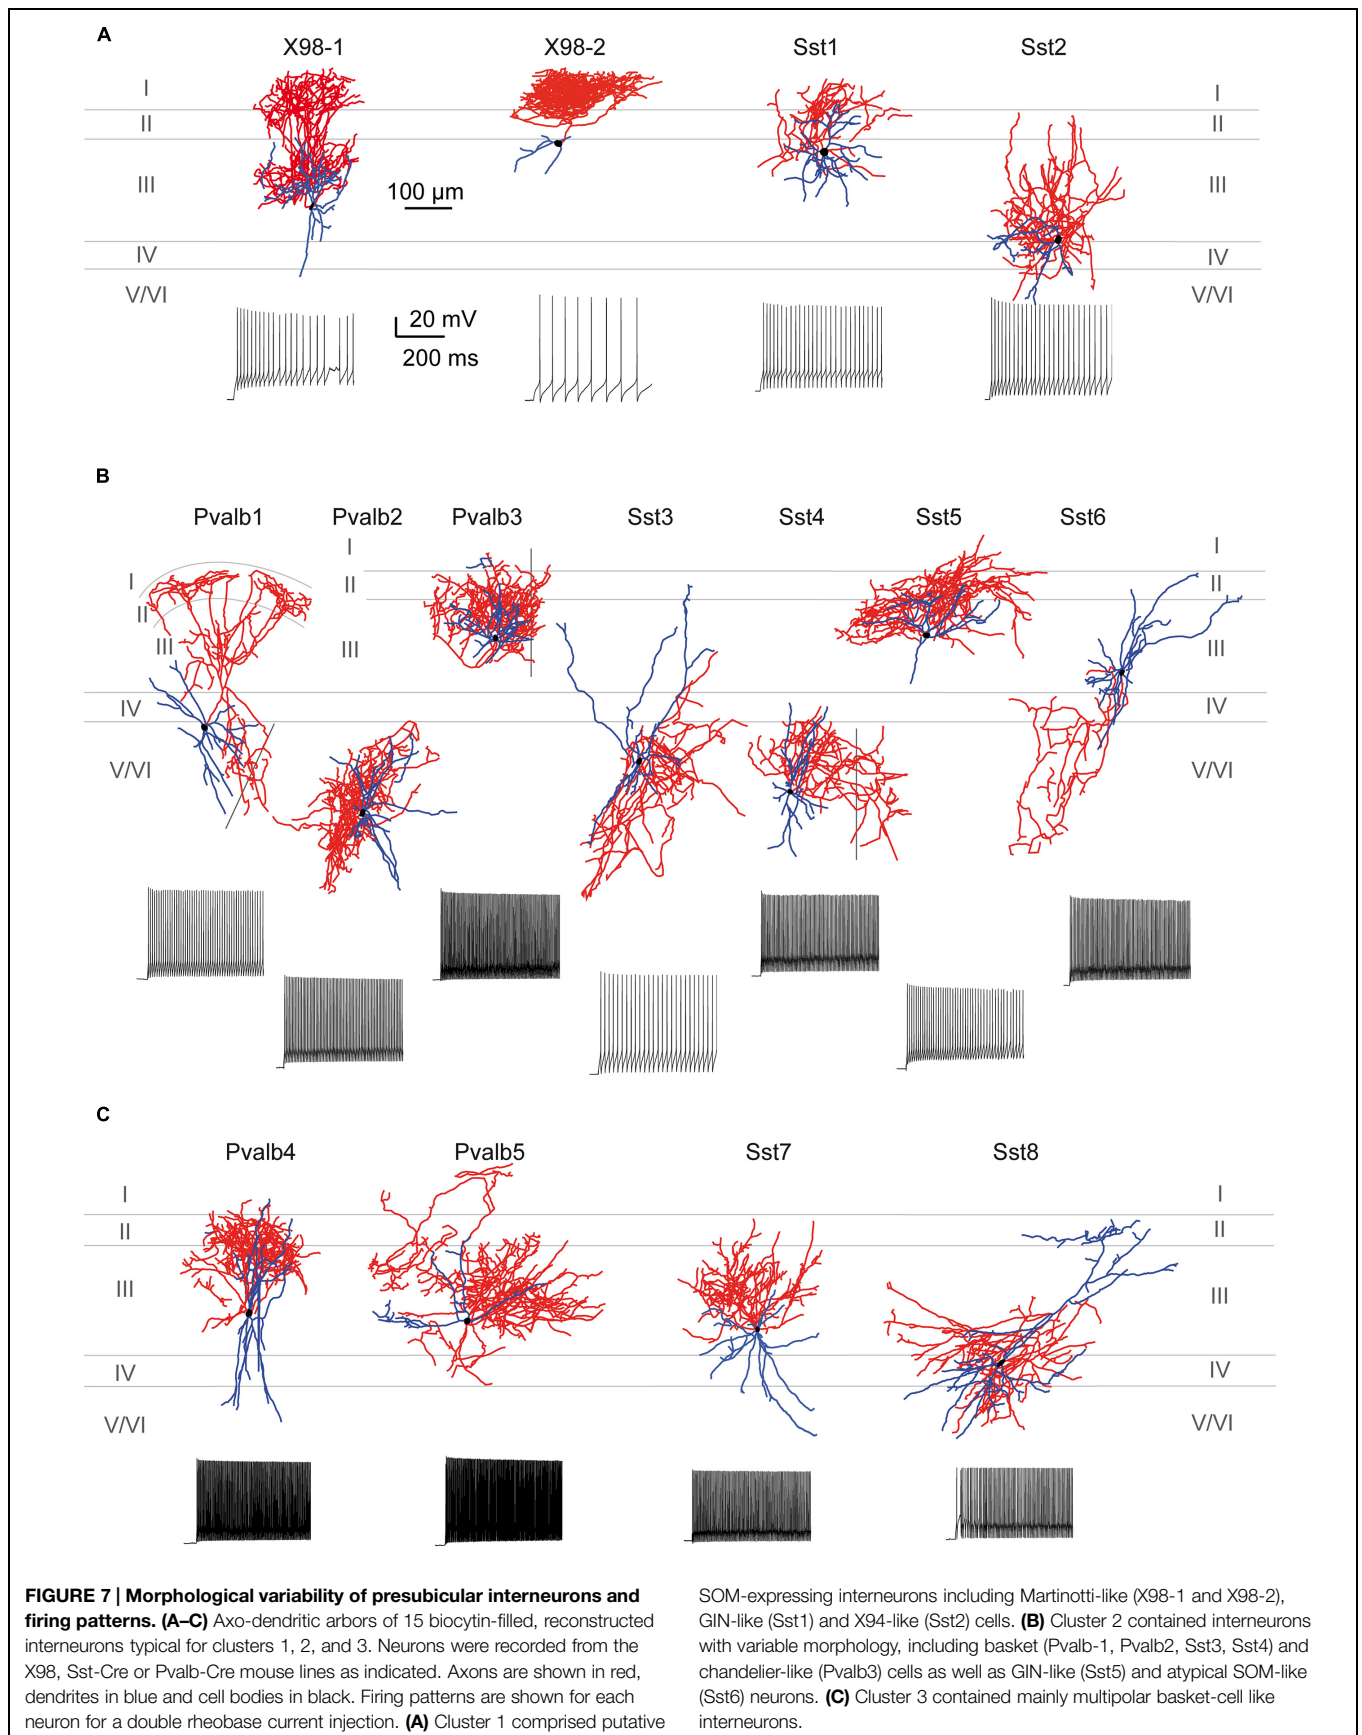 A
X98-1 X98-2 Sst1 Sst2
I I
II II
III III
100 µm
IV IV
V/VI V/VI
20 mV
200 ms
B
Pvalb1 Pvalb2 Pvalb3 Sst3 Sst4 Sst5 Sst6
I I
I II II
II
III III III
IV IV
V/VI V/VI
C
Pvalb4 Pvalb5 Sst7 Sst8
I I
II II
III III
IV IV
V/VI V/VI
FIGURE 7 | Morphological variability of presubicular interneurons and
firing patterns. (A–C) Axo-dendritic arbors of 15 biocytin-filled, reconstructed
interneurons typical for clusters 1, 2, and 3. Neurons were recorded from the
X98, Sst-Cre or Pvalb-Cre mouse lines as indicated. Axons are shown in red,
dendrites in blue and cell bodies in black. Firing patterns are shown for each
neuron for a double rheobase current injection. (A) Cluster 1 comprised putative
SOM-expressing interneurons including Martinotti-like (X98-1 and X98-2),
GIN-like (Sst1) and X94-like (Sst2) cells. (B) Cluster 2 contained interneurons
with variable morphology, including basket (Pvalb-1, Pvalb2, Sst3, Sst4) and
chandelier-like (Pvalb3) cells as well as GIN-like (Sst5) and atypical SOM-like
(Sst6) neurons. (C) Cluster 3 contained mainly multipolar basket-cell like
interneurons.